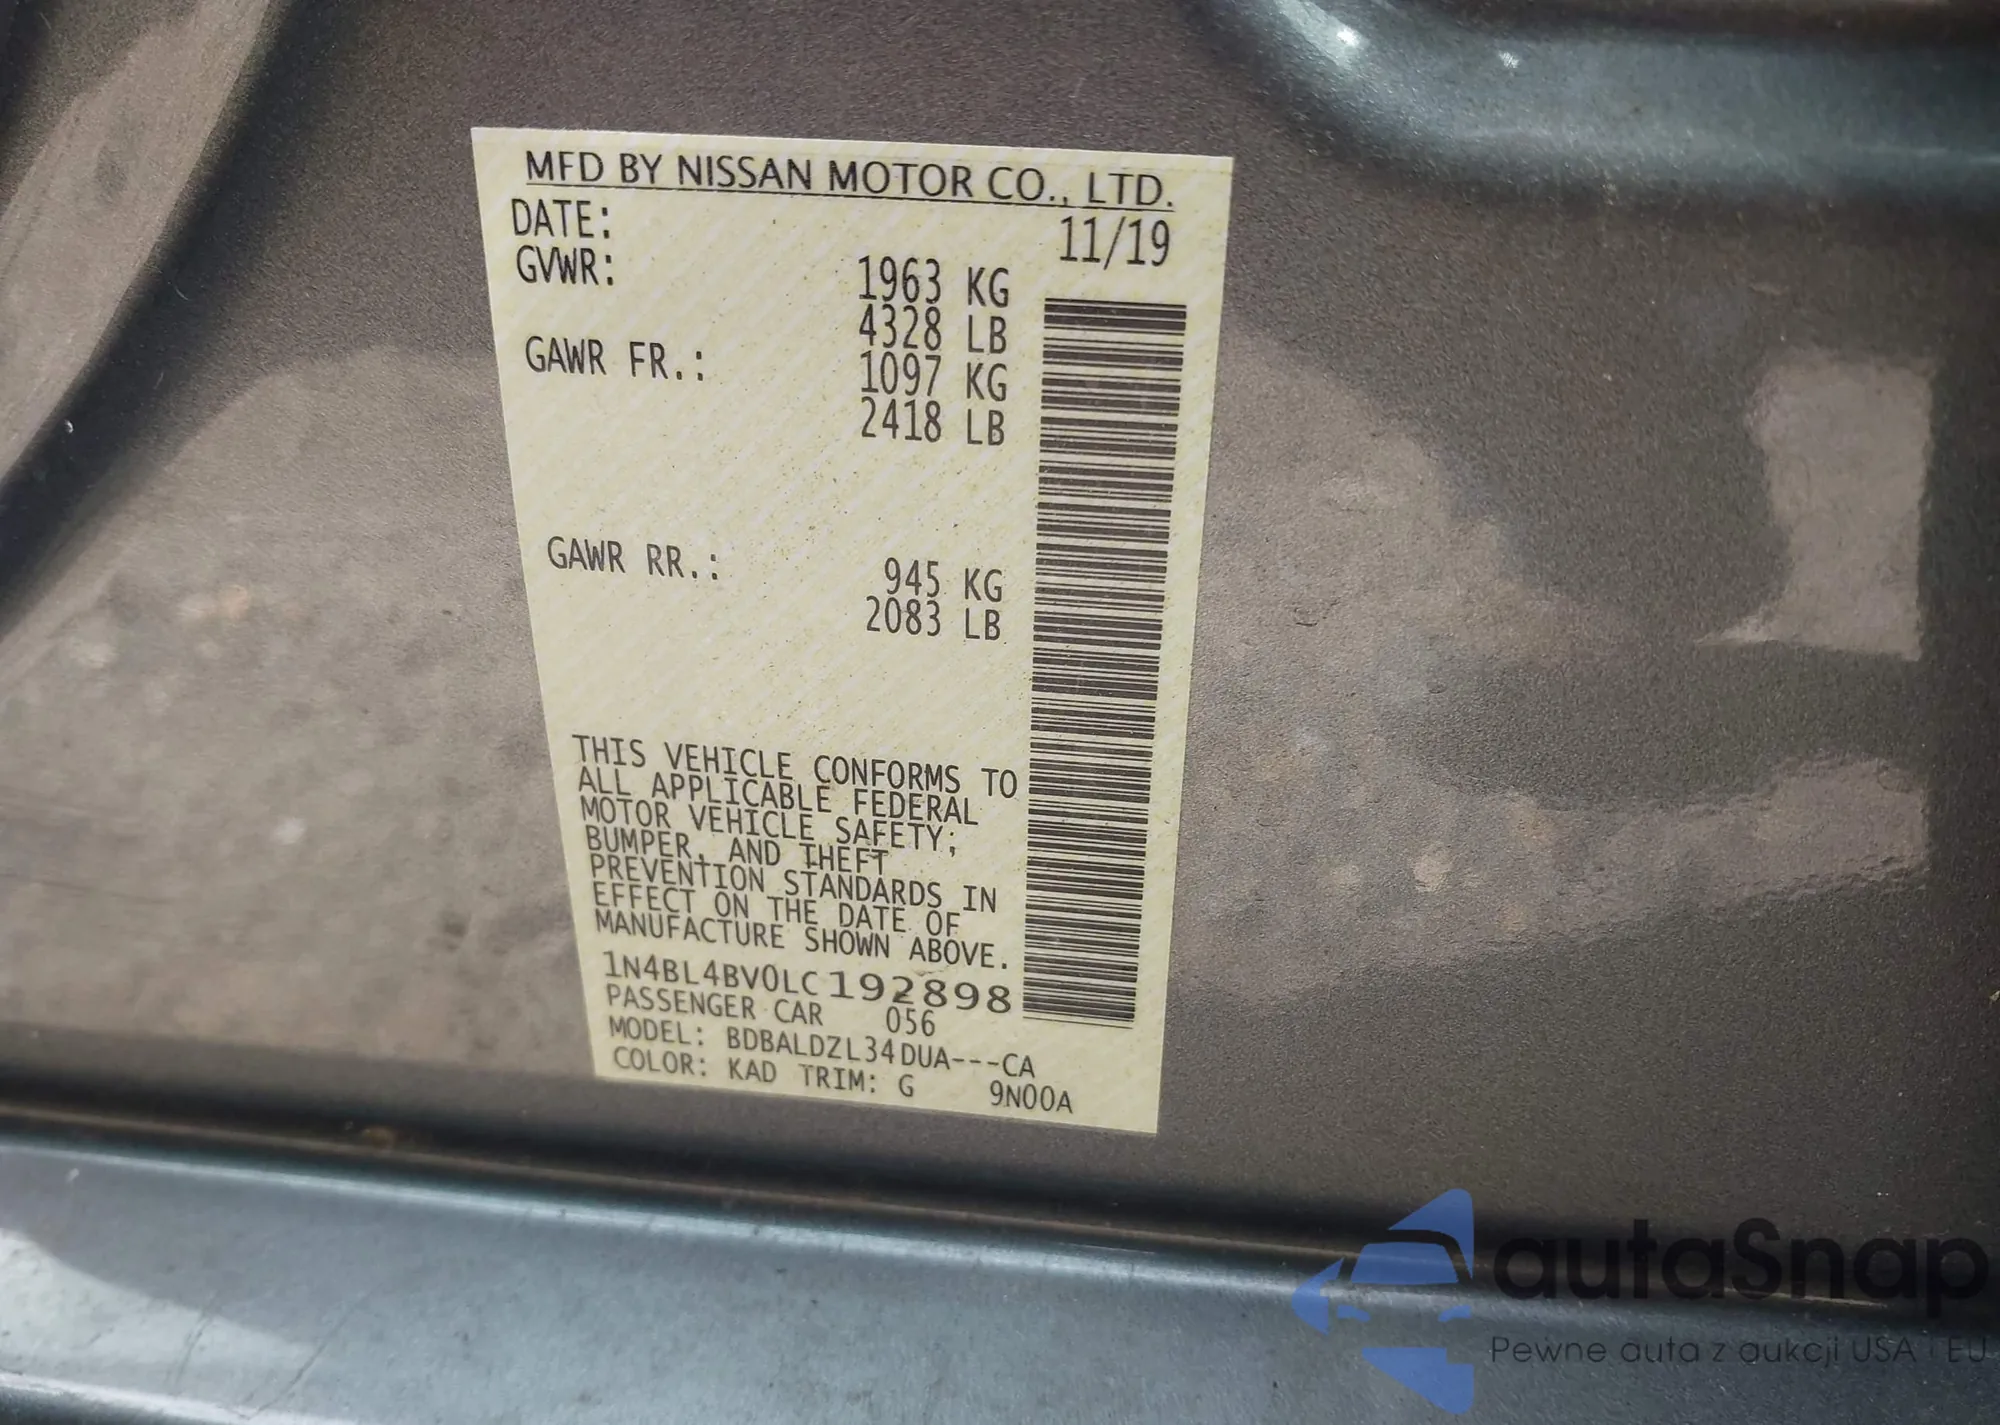 MFD BY NISSAN MOTOR CO., LTD.
DATE: 11/19
GVWR: 1963 KG
4328 LB
GAWR FR.: 1097 KG
2418 LB
GAWR RR.: 945 KG
2083 LB
THIS VEHICLE CONFORMS TO
ALL APPLICABLE FEDERAL
MOTOR VEHICLE SAFETY,
BUMPER, AND THEFT
PREVENTION STANDARDS IN
EFFECT ON THE DATE OF
MANUFACTURE SHOWN ABOVE.
1N4BL4BV0LC192898
PASSENGER CAR 056
MODEL: BDBALDZL34DUA---CA
COLOR: KAD TRIM: G 9N00A
autaSnap
Pewne auta z aukcji USA i EU